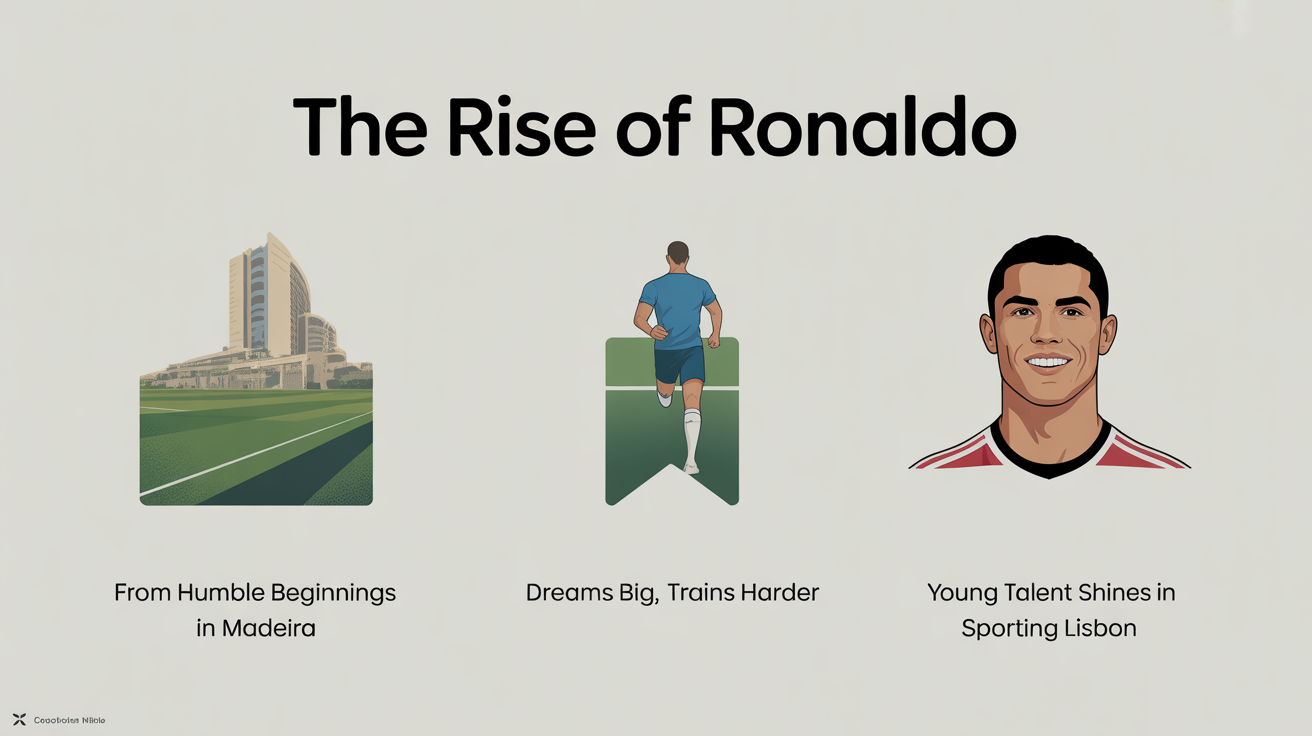 The Rise of Ronaldo
From Humble Beginnings
in Madeira
Dreams Big, Trains Harder
Young Talent Shines in
Sporting Lisbon